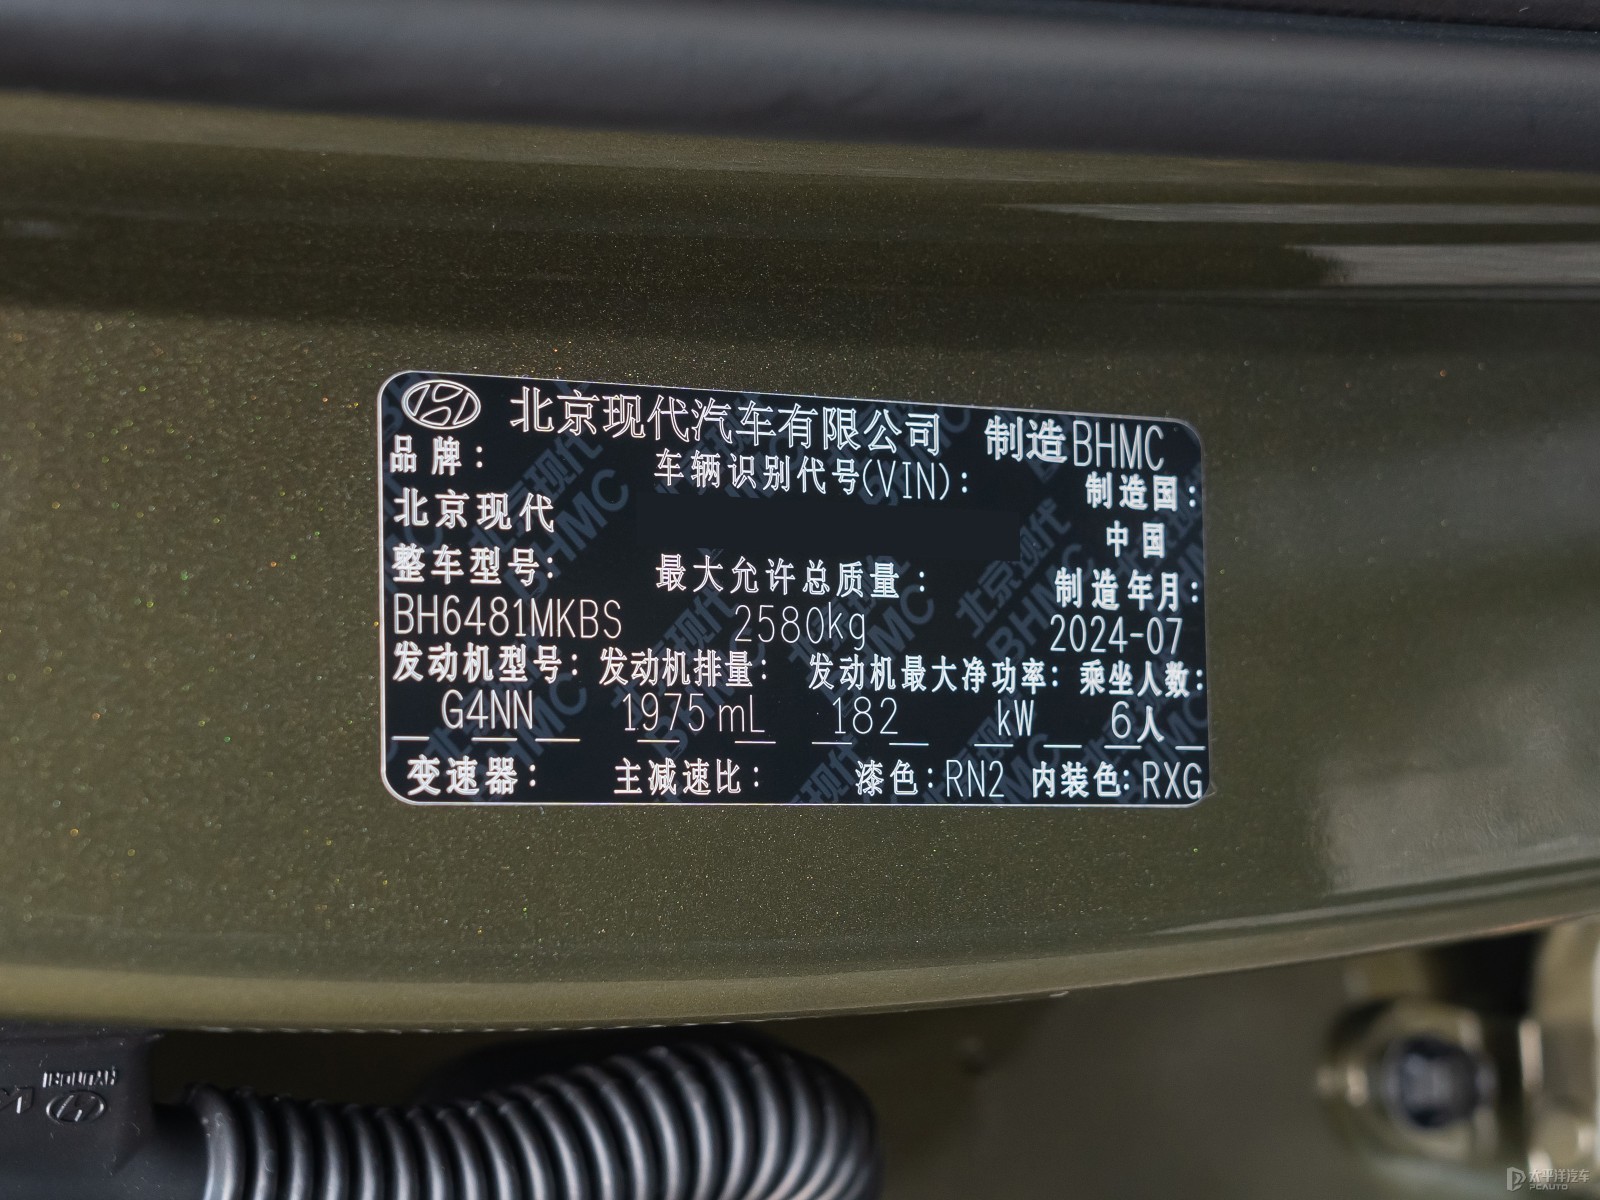 北京现代汽车有限公司 制造 BHMC
品牌： 车辆识别代号(VIN)： 制造国：
北京现代 中国
整车型号： 最大允许总质量： 制造年月：
BH6481MKBS 2580kg 2024-07
发动机型号： 发动机排量： 发动机最大净功率： 乘坐人数：
G4NN 1975mL 182 kW 6人
变速器： 主减速比： 漆色：RN2 内装色：RXG
HYUNDAI
太平洋汽车
PCAUTO